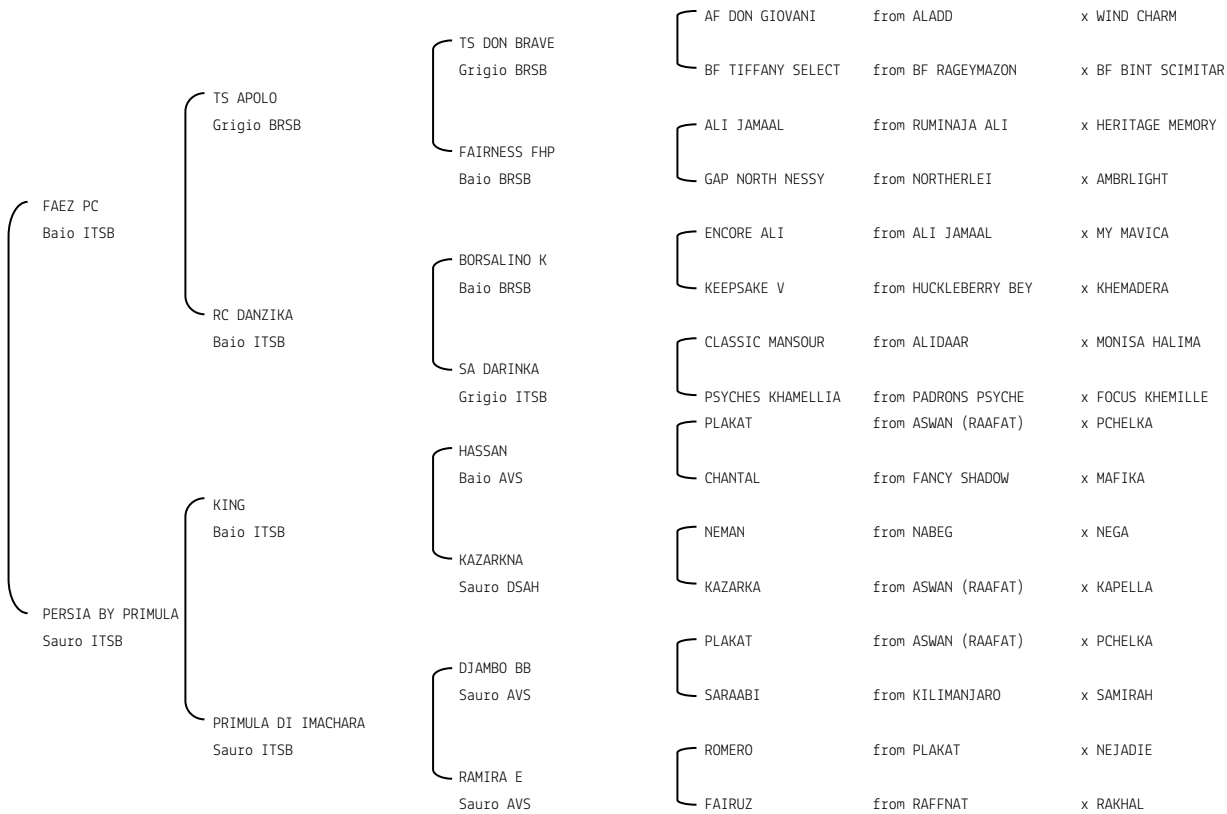 AF DON GIOVANI from ALADD x WIND CHARM
TS DON BRAVE
Grigio BRSB BF TIFFANY SELECT from BF RAGEYMAZON x BF BINT SCIMITAR
TS APOLO
Grigio BRSB ALI JAMAAL from RUMINAJA ALI x HERITAGE MEMORY
FAIRNESS FHP
Baio BRSB GAP NORTH NESSY from NORTHERLEI x AMBRLIGHT
FAEZ PC
Baio ITSB ENCORE ALI from ALI JAMAAL x MY MAVICA
BORSALINO K
Baio BRSB KEEPSAKE V from HUCKLEBERRY BEY x KHEMADERA
RC DANZIKA
Baio ITSB CLASSIC MANSOUR from ALIDAAR x MONISA HALIMA
SA DARINKA
Grigio ITSB PSYCHES KHAMELLIA from PADRONS PSYCHE x FOCUS KHEMILLE
PLAKAT from ASWAN (RAAFAT) x PCHELKA
HASSAN
Baio AVS CHANTAL from FANCY SHADOW x MAFIKA
KING
Baio ITSB NEMAN from NABEG x NEGA
KAZARKNA
Sauro DSAH KAZARKA from ASWAN (RAAFAT) x KAPELLA
PERSIA BY PRIMULA
Sauro ITSB PLAKAT from ASWAN (RAAFAT) x PCHELKA
DJAMBO BB
Sauro AVS SARAABI from KILIMANJARO x SAMIRAH
PRIMULA DI IMACHARA
Sauro ITSB ROMERO from PLAKAT x NEJADIE
RAMIRA E
Sauro AVS FAIRUZ from RAFFNAT x RAKHAL